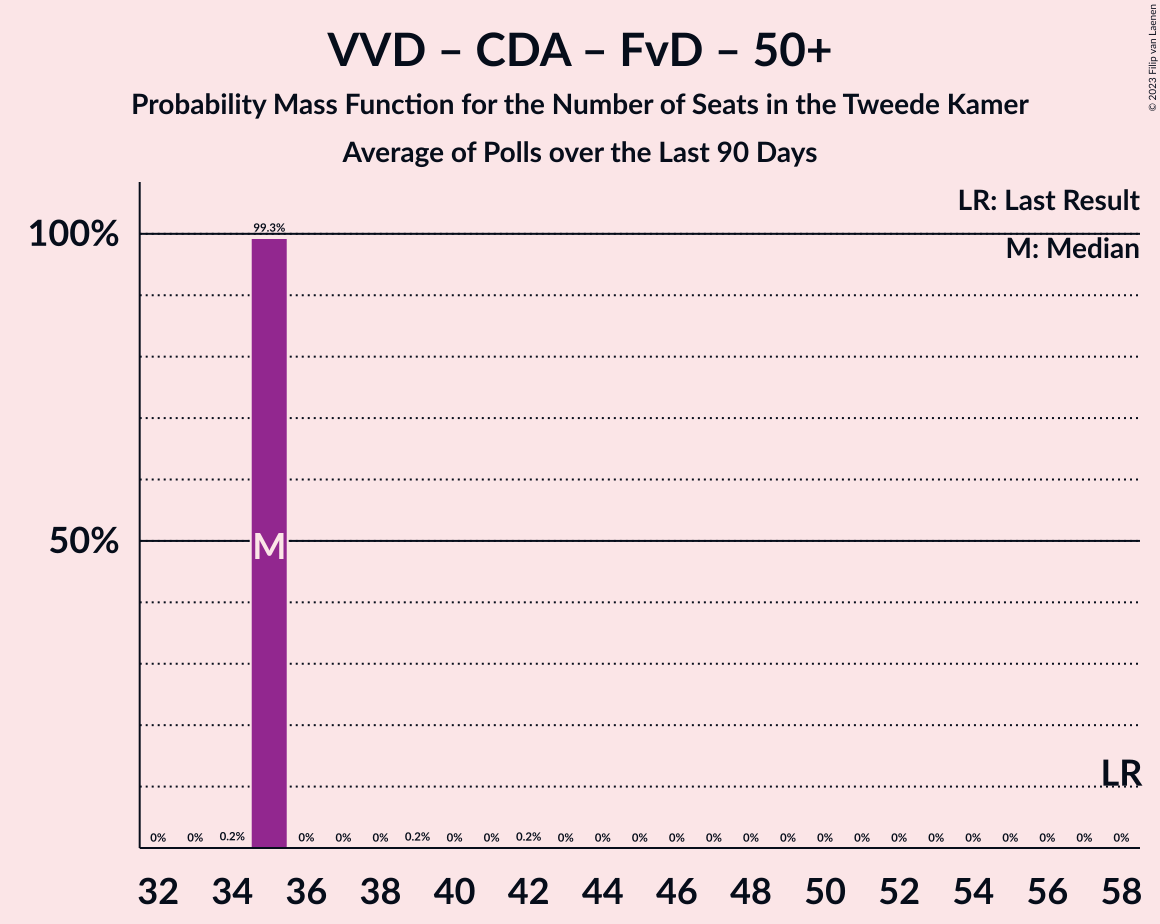 VVD – CDA – FvD – 50+
Probability Mass Function for the Number of Seats in the Tweede Kamer
Average of Polls over the Last 90 Days
© 2023 Filip van Laenen
LR: Last Result
M: Median
100%
50%
99.3%
M
LR
0% 0% 0.2% 0% 0% 0% 0.2% 0% 0% 0.2% 0% 0% 0% 0% 0% 0% 0% 0% 0% 0% 0% 0% 0% 0% 0% 0%
32 34 36 38 40 42 44 46 48 50 52 54 56 58